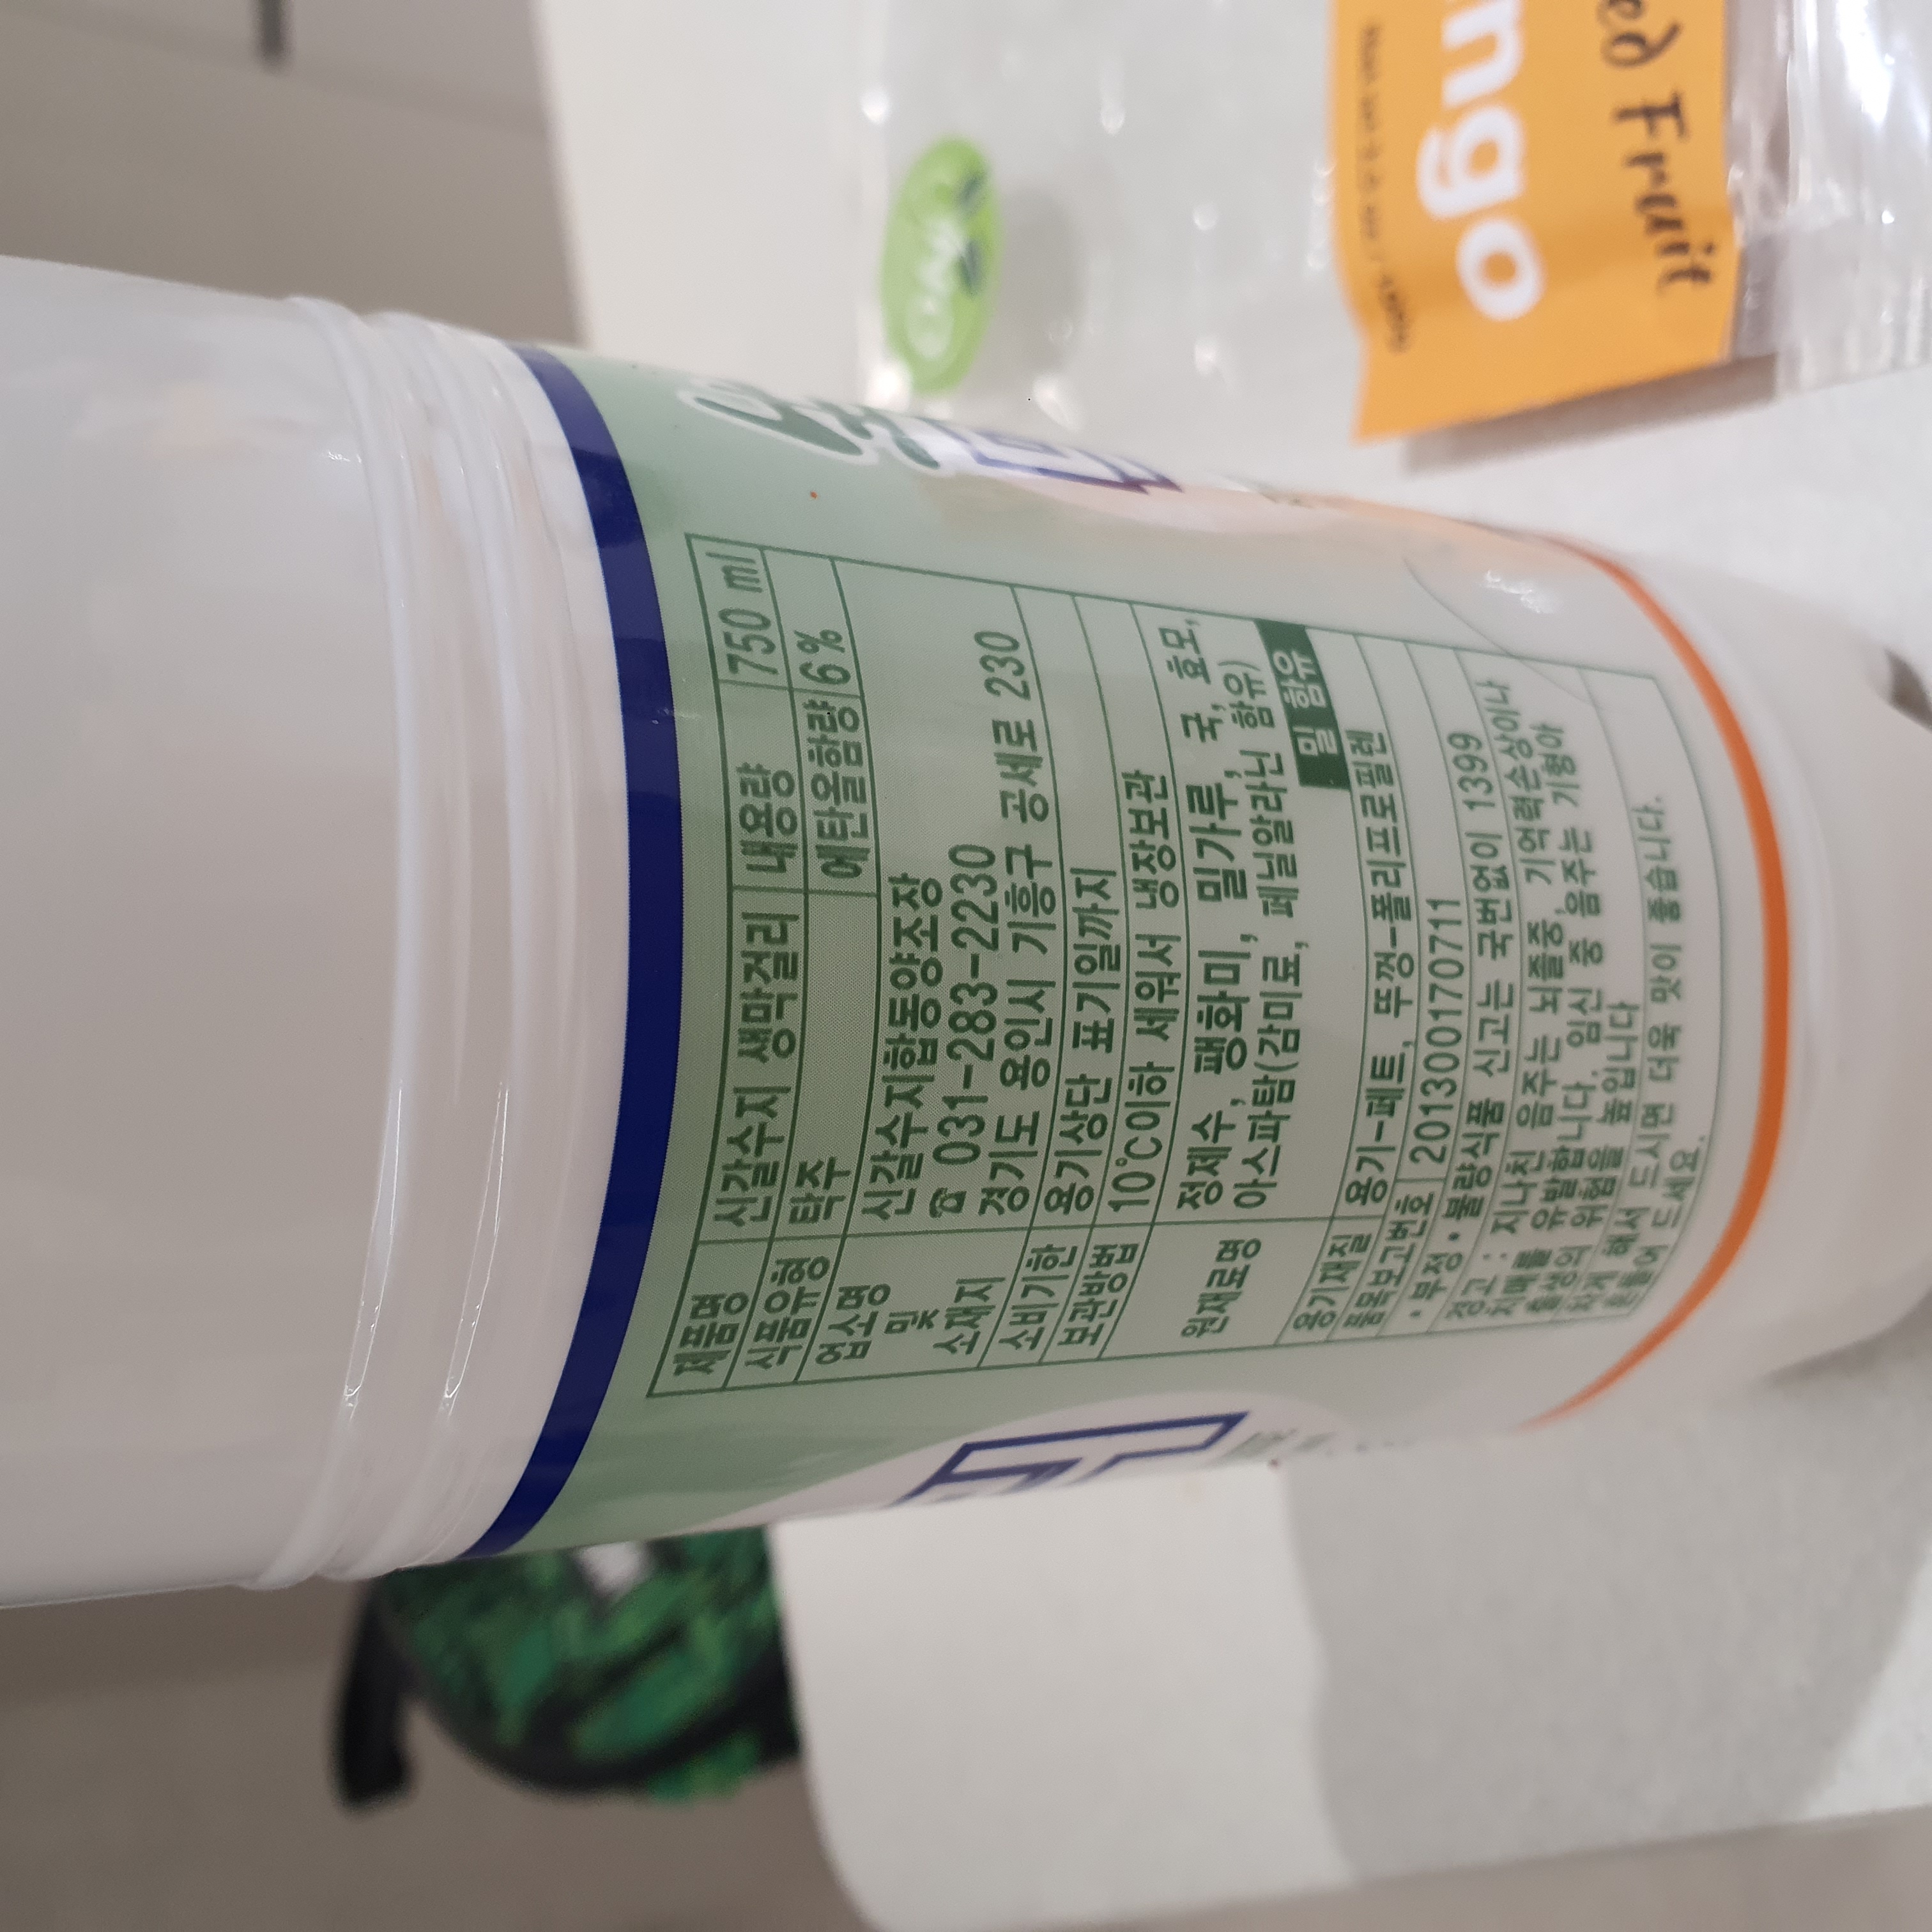 제품명 신갈수지 생막걸리 내용량 750 ml
식품유형 탁주 에탄올함량 6%
업소명 및 소재지 신갈수지합동양조장
☎ 031-283-2230
경기도 용인시 기흥구 공세로 230
소비기한 용기상단 표기일까지
보관방법 10℃이하 세워서 냉장보관
원재료명 정제수, 팽화미, 밀가루, 국, 효모,
아스파탐(감미료, 페닐알라닌 함유)
밀 함유
용기재질 용기-페트, 뚜껑-폴리프로필렌
품목보고번호 20130017071​1
• 부정•불량식품 신고는 국번없이 1399
경고 : 지나친 음주는 뇌졸중, 기억력손상이나
치매를 유발합니다. 임신 중 음주는 기형아
출생의 위험을 높입니다
차게 해서 드시면 더욱 맛이 좋습니다.
흔들어 드세요.
ed Fruit
ngo